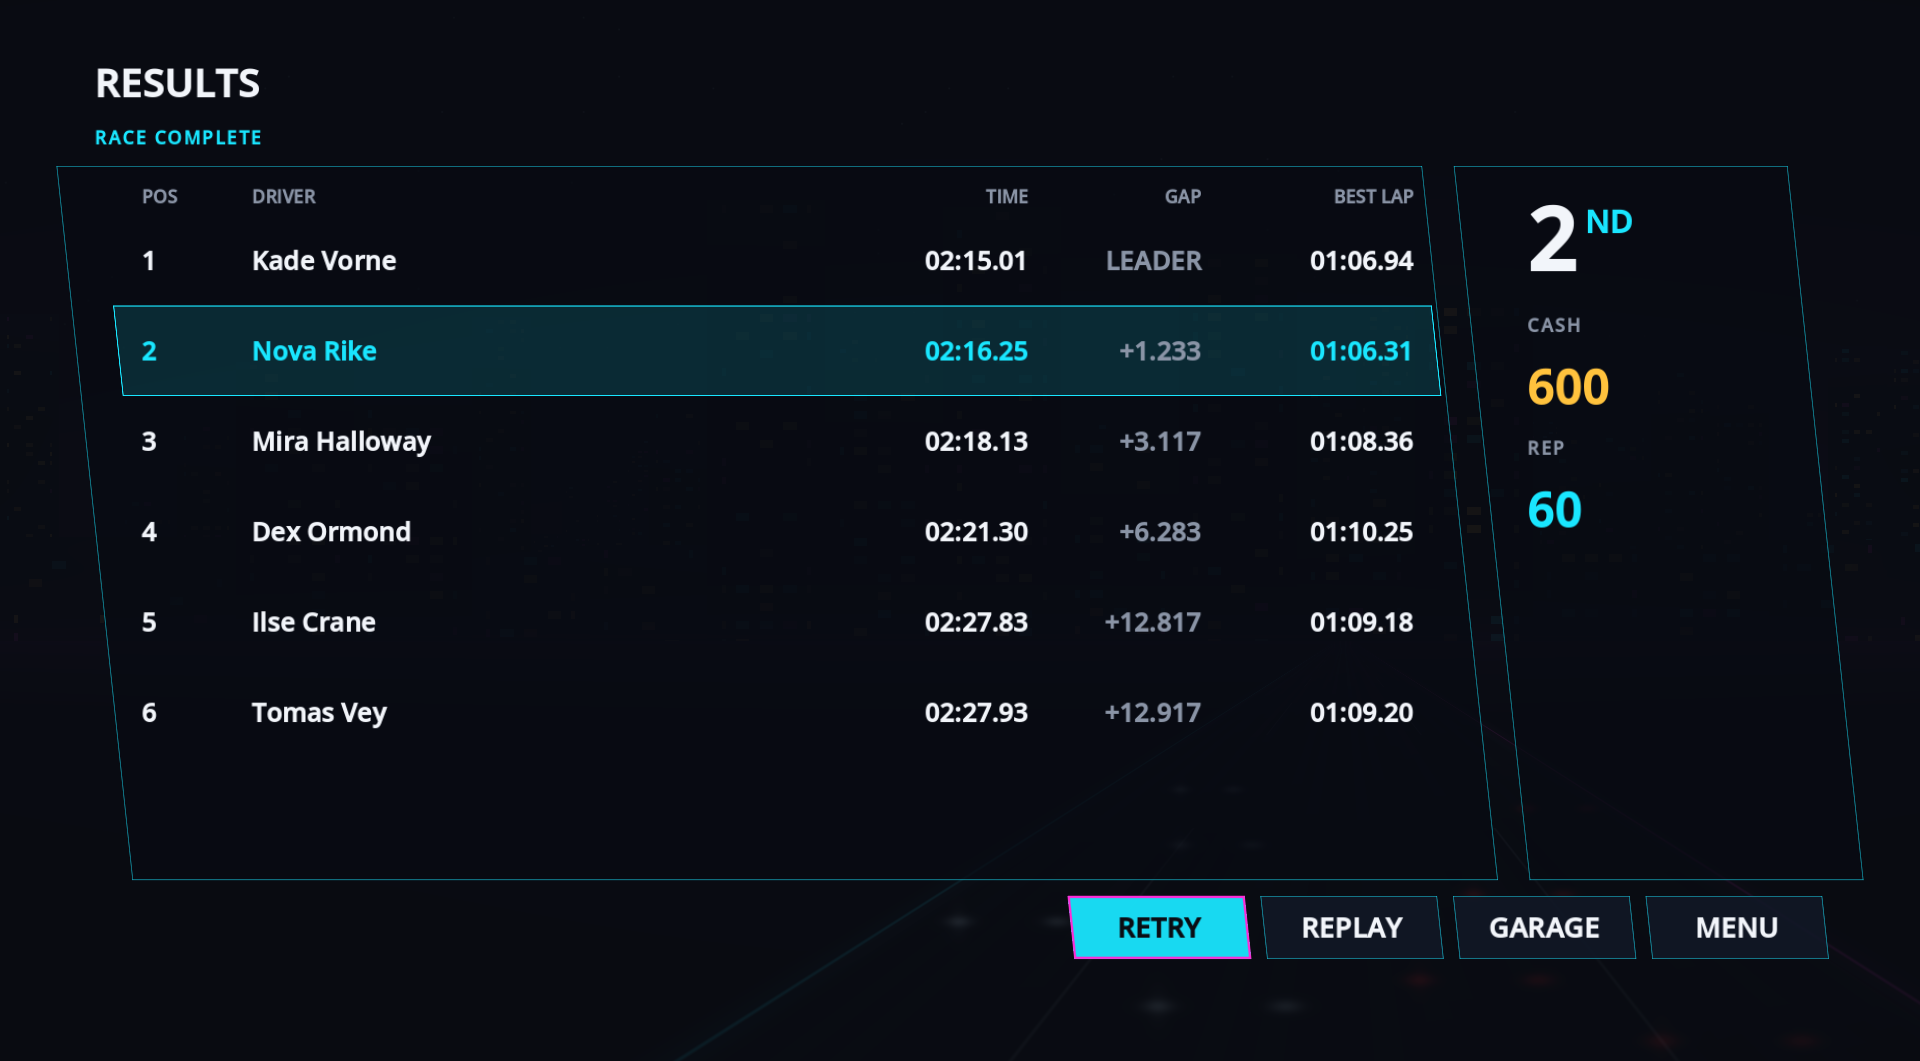 RESULTS
RACE COMPLETE
POS DRIVER TIME GAP BEST LAP
1 Kade Vorne 02:15.01 LEADER 01:06.94
2 Nova Rike 02:16.25 +1.233 01:06.31
3 Mira Halloway 02:18.13 +3.117 01:08.36
4 Dex Ormond 02:21.30 +6.283 01:10.25
5 Ilse Crane 02:27.83 +12.817 01:09.18
6 Tomas Vey 02:27.93 +12.917 01:09.20
2ND
CASH
600
REP
60
RETRY REPLAY GARAGE MENU